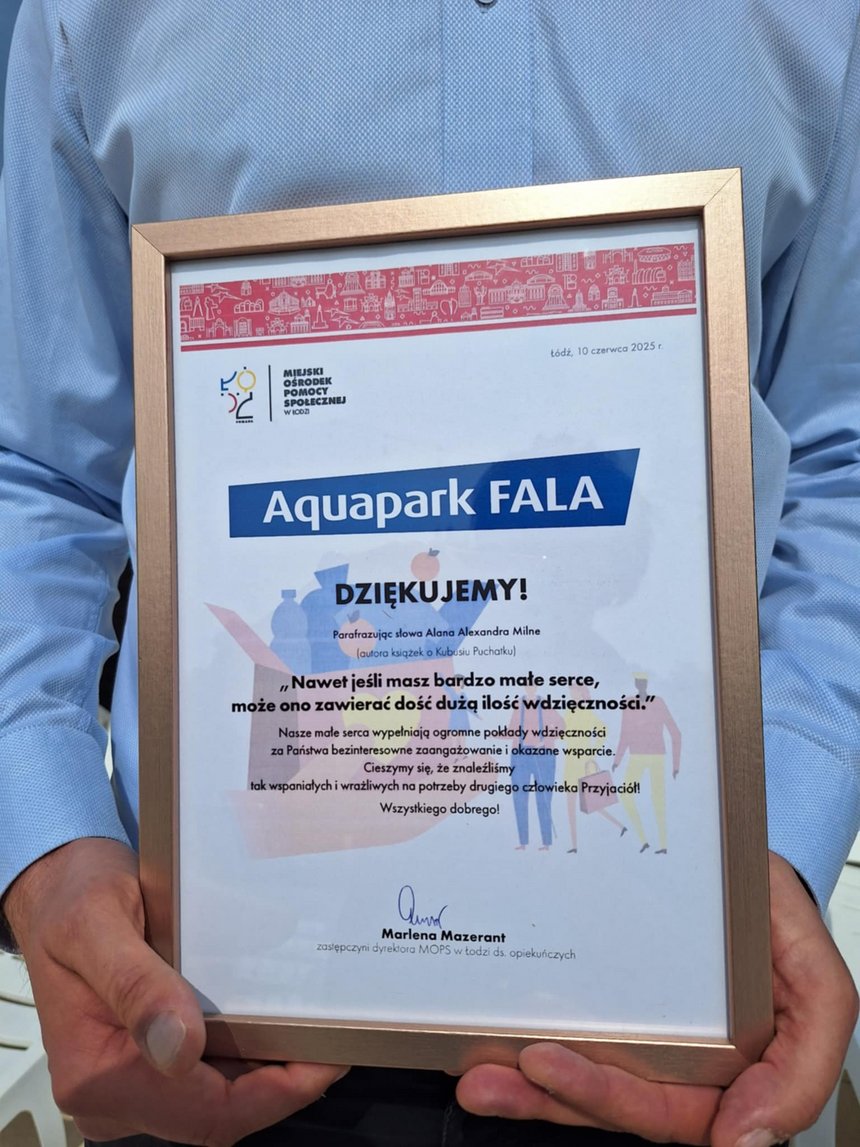 Łódź, 10 czerwca 2025 r.
MIEJSKI
OŚRODEK
POMOCY
SPOŁECZNEJ
W ŁODZI
Aquapark FALA
DZIĘKUJEMY!
Parafrazując słowa Alana Alexandra Milne
(autora książek o Kubusiu Puchatku)
„Nawet jeśli masz bardzo małe serce,
może ono zawierać dość dużą ilość wdzięczności.”
Nasze małe serca wypełniają ogromne pokłady wdzięczności
za Państwa bezinteresowne zaangażowanie i okazane wsparcie.
Cieszymy się, że znaleźliśmy
tak wspaniałych i wrażliwych na potrzeby drugiego człowieka Przyjaciół!
Wszystkiego dobrego!
Marlena Mazerant
zastępczyni dyrektora MOPS w Łodzi ds. opiekuńczych